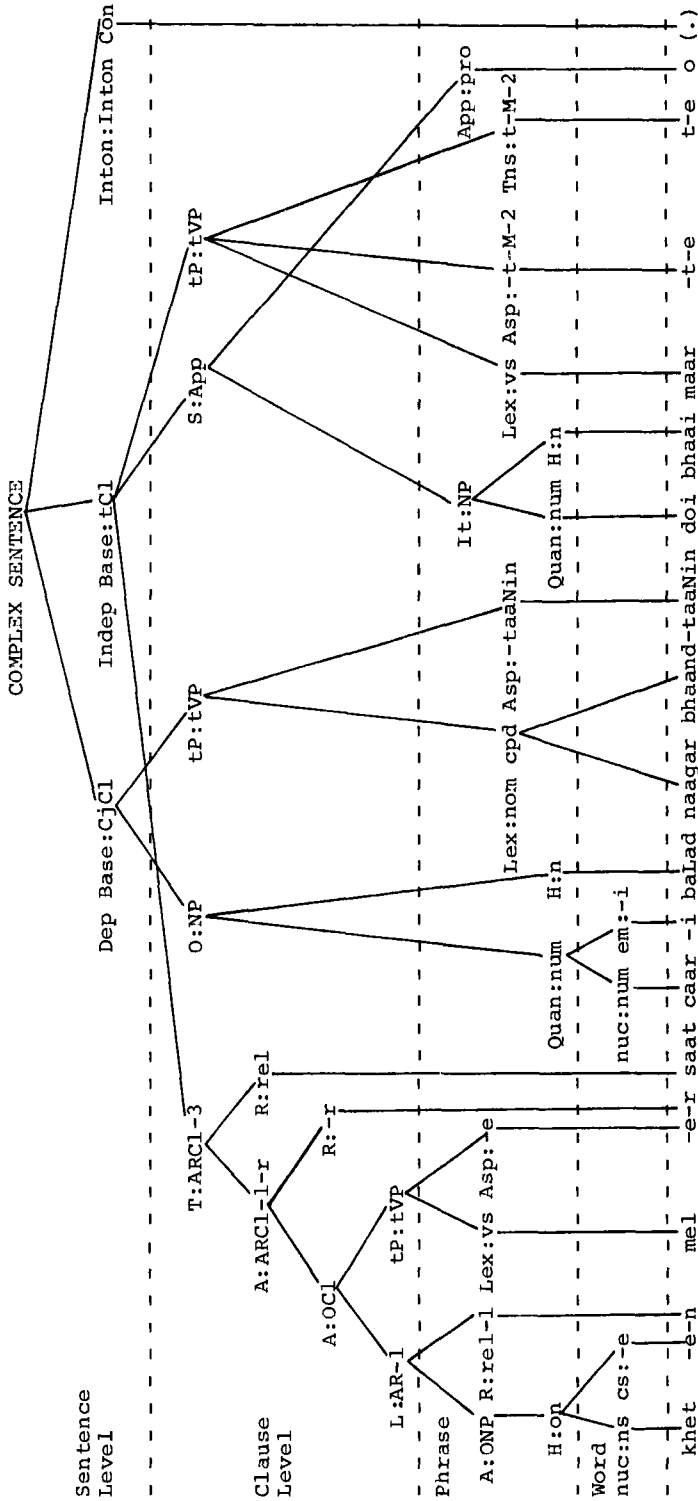 COMPLEX SENTENCE
Sentence Level
Dep Base:CjCl Indep Base:tCl Inton:Inton Con
Clause Level
T:ARCl-3 O:NP tP:tVP S:App tP:tVP
A:ARCl-1-r R:rel
A:OCl R:-r
L:AR-1 tP:tVP
Phrase
It:NP App:pro
A:ONP R:rel-1 Lex:vs Asp:-e Lex:nom cpd Asp:-taaNin Lex:vs Asp:-t-M-2 Tns:t-M-2
H:on Quan:num H:n Quan:num H:n
Word
nuc:ns cs:-e nuc:num em:-i
khet -e-n mel -e-r saat caar -i baLad naagar bhaand-taaNin doi bhaai maar -t-e t-e o (.)